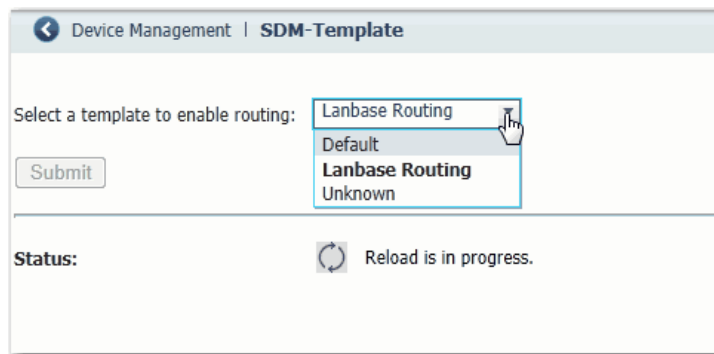 Device Management | SDM-Template
Select a template to enable routing: Lanbase Routing
Default
Lanbase Routing
Unknown
Submit
Status: Reload is in progress.